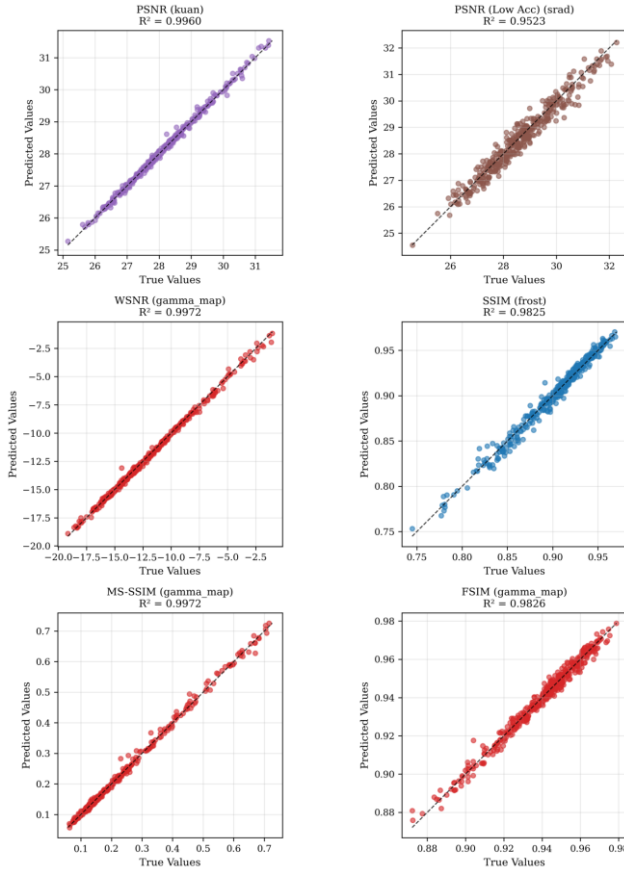 PSNR (kuan)
R² = 0.9960
Predicted Values
31
30
29
28
27
26
25
25 26 27 28 29 30 31
True Values
PSNR (Low Acc) (srad)
R² = 0.9523
Predicted Values
32
31
30
29
28
27
26
25
26 28 30 32
True Values
WSNR (gamma_map)
R² = 0.9972
Predicted Values
−2.5
−5.0
−7.5
−10.0
−12.5
−15.0
−17.5
−20.0
−20.0−17.5−15.0−12.5−10.0 −7.5 −5.0 −2.5
True Values
SSIM (frost)
R² = 0.9825
Predicted Values
0.95
0.90
0.85
0.80
0.75
0.75 0.80 0.85 0.90 0.95
True Values
MS-SSIM (gamma_map)
R² = 0.9972
Predicted Values
0.7
0.6
0.5
0.4
0.3
0.2
0.1
0.1 0.2 0.3 0.4 0.5 0.6 0.7
True Values
FSIM (gamma_map)
R² = 0.9826
Predicted Values
0.98
0.96
0.94
0.92
0.90
0.88
0.88 0.90 0.92 0.94 0.96 0.98
True Values